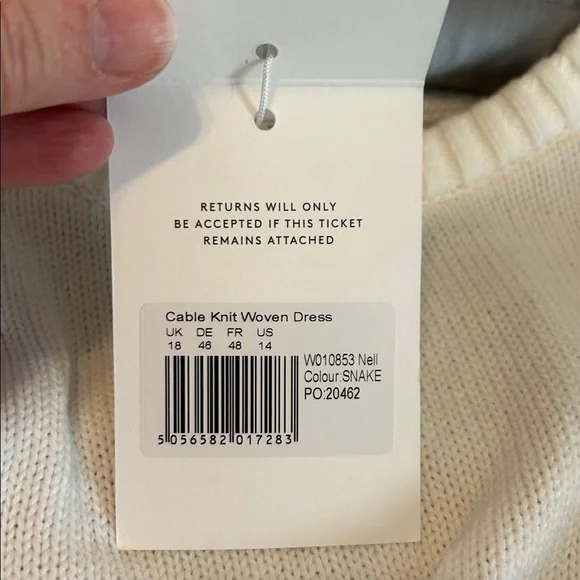 RETURNS WILL ONLY
BE ACCEPTED IF THIS TICKET
REMAINS ATTACHED
Cable Knit Woven Dress
UK DE FR US
18 46 48 14
W010853 Nell
Colour:SNAKE
PO:20462
5 056582 017283